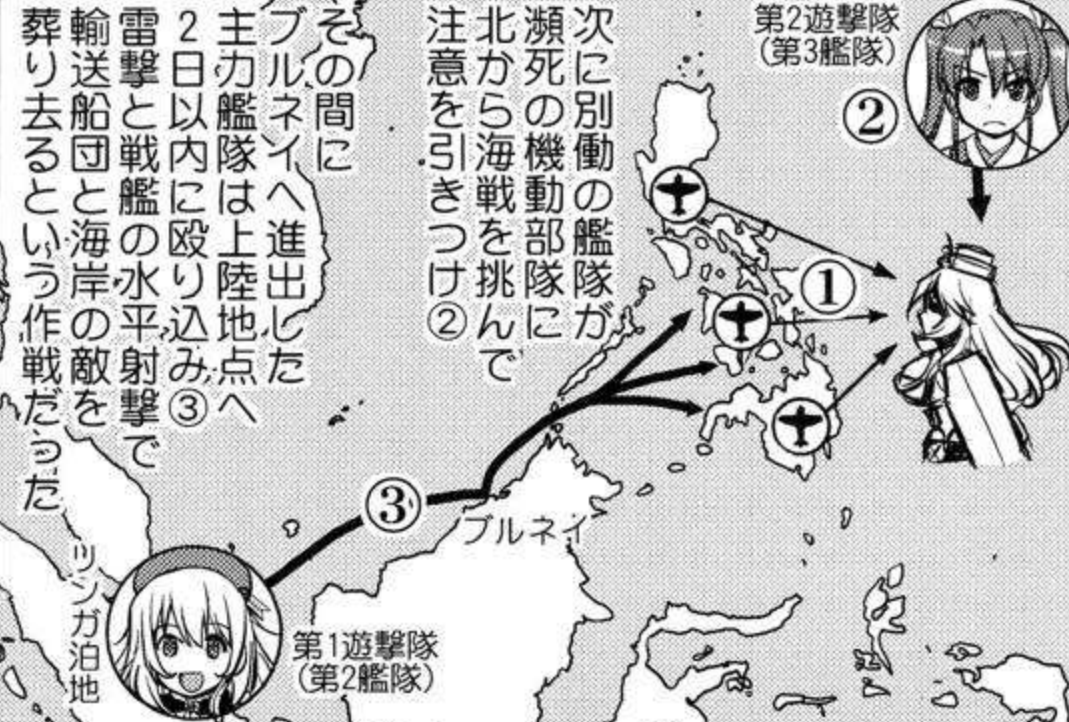 第2遊撃隊
（第3艦隊）
②
次に別働の艦隊が
瀕死の機動部隊に
北から海戦を挑んで
注意を引きつけ②
①
その間に
ブルネイへ進出した
主力艦隊は上陸地点へ
2日以内に殴り込み③
雷撃と戦艦の水平射撃で
輸送船団と海岸の敵を
葬り去るという作戦だった
③
ブルネイ
リンガ泊地
第1遊撃隊
（第2艦隊）